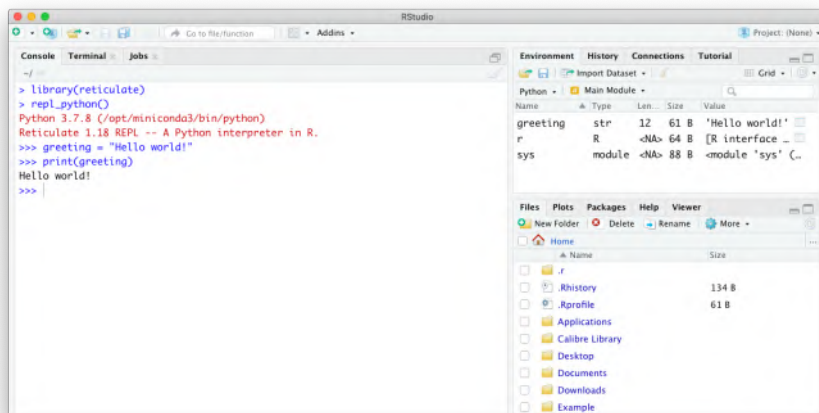 RStudio
Go to file/function
Addins
Project: (None)
Console Terminal Jobs
~/
> library(reticulate)
> repl_python()
Python 3.7.8 (/opt/miniconda3/bin/python)
Reticulate 1.18 REPL -- A Python interpreter in R.
>>> greeting = "Hello world!"
>>> print(greeting)
Hello world!
>>>
Environment History Connections Tutorial
Import Dataset Grid
Python Main Module
Name Type Len... Size Value
greeting str 12 61 B 'Hello world!'
r R <NA> 64 B [R interface …
sys module <NA> 88 B <module 'sys' (…
Files Plots Packages Help Viewer
New Folder Delete Rename More
Home
Name Size
.r
.Rhistory 134 B
.Rprofile 61 B
Applications
Calibre Library
Desktop
Documents
Downloads
Example